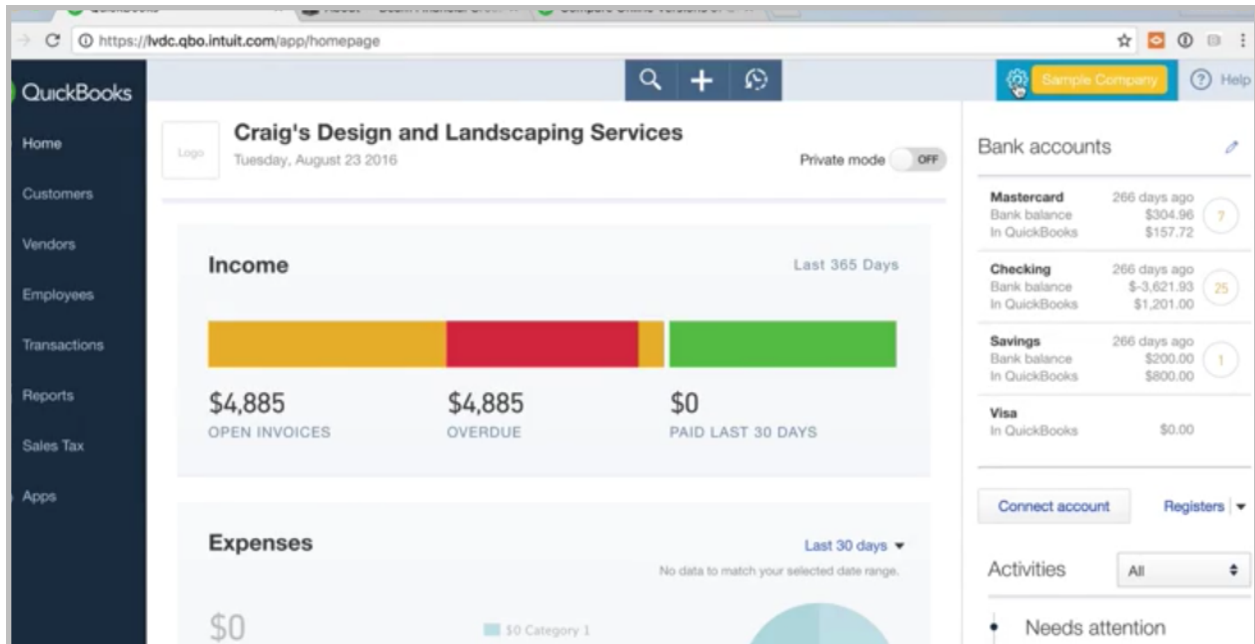 https://lvdc.qbo.intuit.com/app/homepage
QuickBooks
Sample Company
Help
Home
Customers
Vendors
Employees
Transactions
Reports
Sales Tax
Apps
Logo
Craig's Design and Landscaping Services
Tuesday, August 23 2016
Private mode OFF
Income
Last 365 Days
$4,885
OPEN INVOICES
$4,885
OVERDUE
$0
PAID LAST 30 DAYS
Expenses
Last 30 days
No data to match your selected date range.
$0
$0 Category 1
Bank accounts
Mastercard 266 days ago
Bank balance $304.96 7
In QuickBooks $157.72
Checking 266 days ago
Bank balance $-3,621.93 25
In QuickBooks $1,201.00
Savings 266 days ago
Bank balance $200.00 1
In QuickBooks $800.00
Visa
In QuickBooks $0.00
Connect account Registers
Activities All
Needs attention